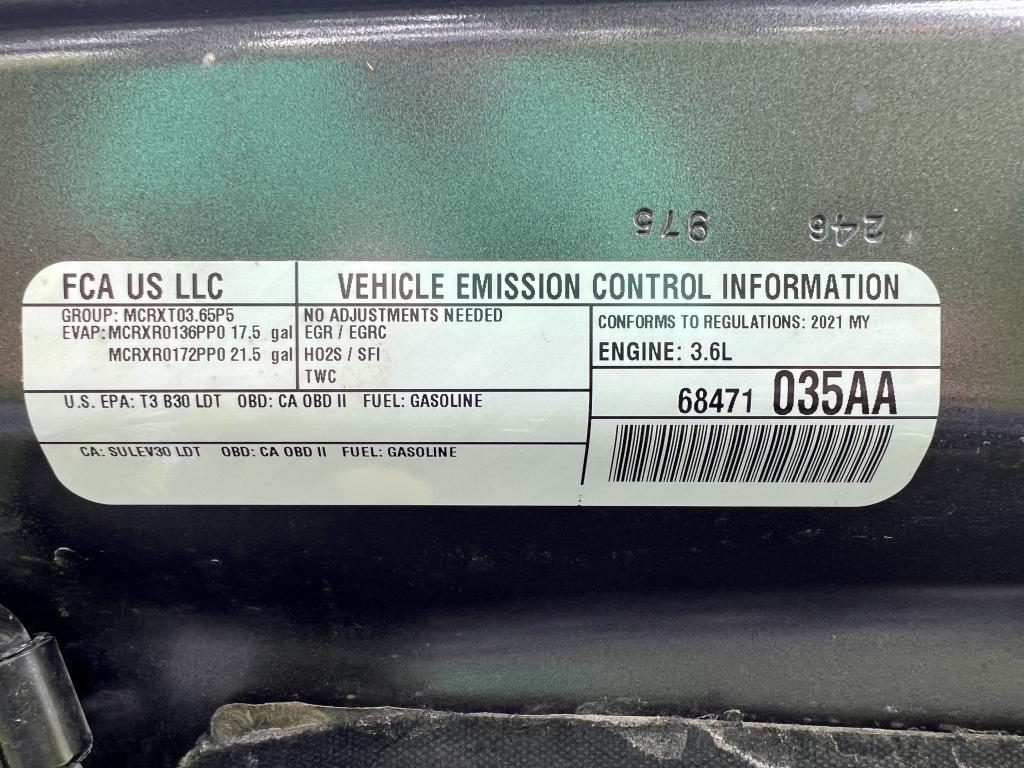 975 246
FCA US LLC
VEHICLE EMISSION CONTROL INFORMATION
GROUP: MCRXT03.65P5
EVAP: MCRXR0136PP0 17.5 gal
MCRXR0172PP0 21.5 gal
NO ADJUSTMENTS NEEDED
EGR / EGRC
HO2S / SFI
TWC
CONFORMS TO REGULATIONS: 2021 MY
ENGINE: 3.6L
68471 035AA
U.S. EPA: T3 B30 LDT OBD: CA OBD II FUEL: GASOLINE
CA: SULEV30 LDT OBD: CA OBD II FUEL: GASOLINE